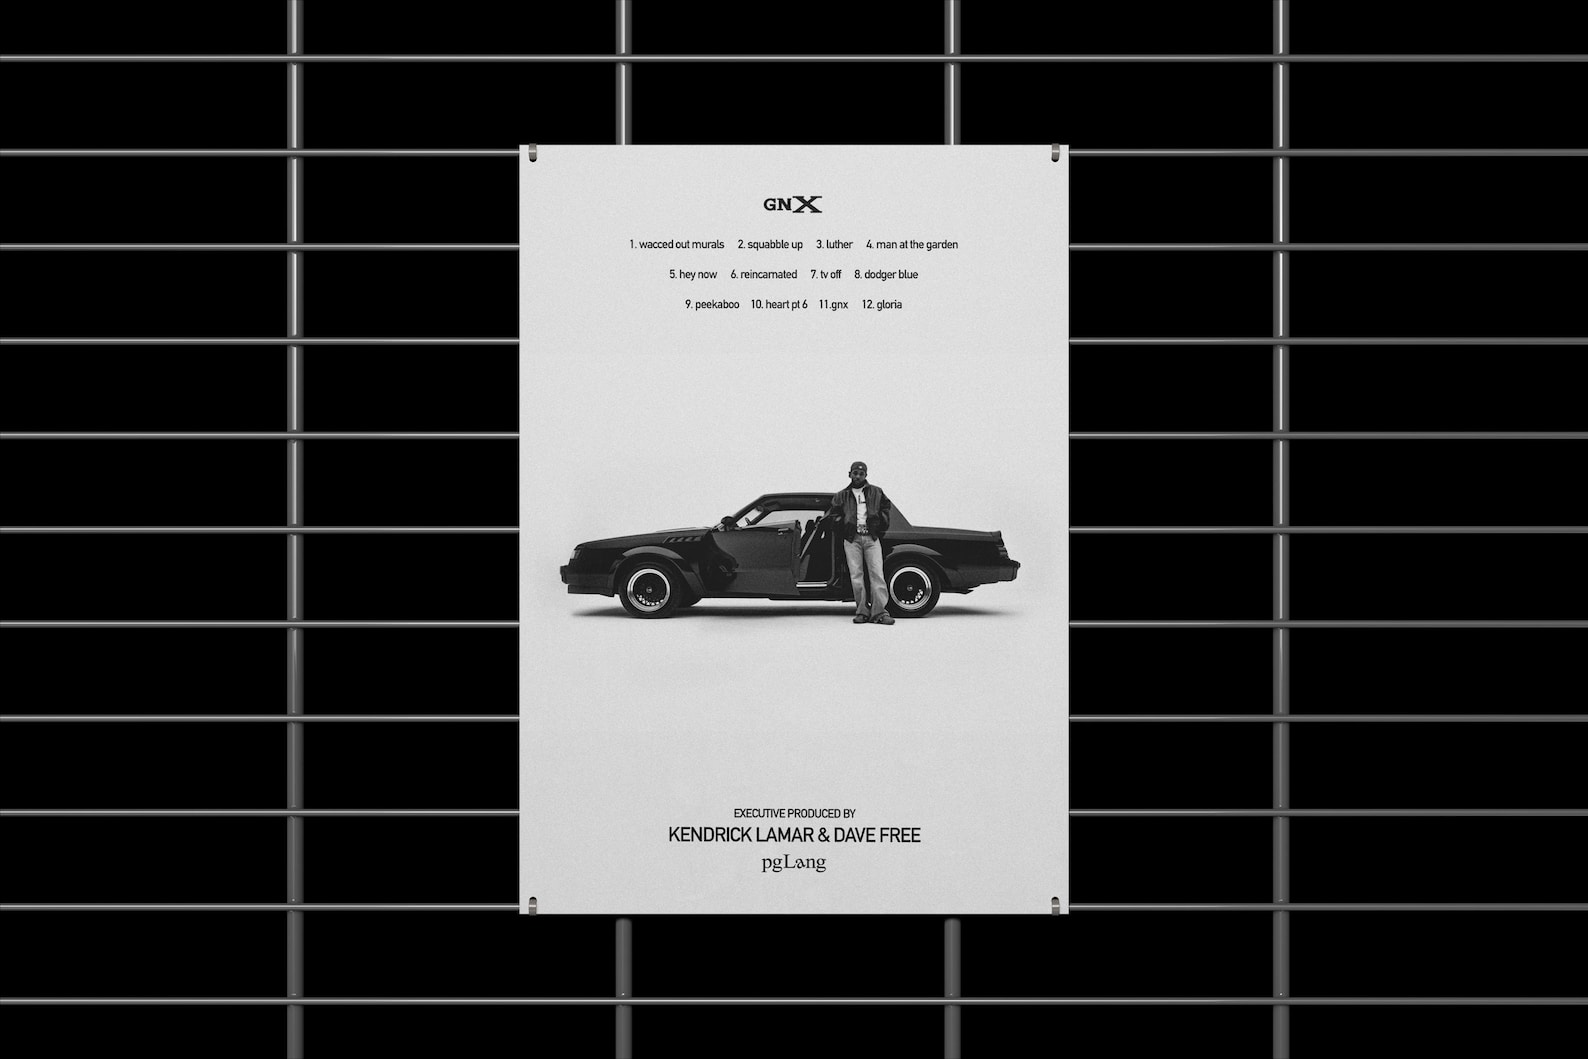 GNX
1. wacced out murals 2. squabble up 3. luther 4. man at the garden
5. hey now 6. reincarnated 7. tv off 8. dodger blue
9. peekaboo 10. heart pt 6 11.gnx 12. gloria
EXECUTIVE PRODUCED BY
KENDRICK LAMAR & DAVE FREE
pgLang